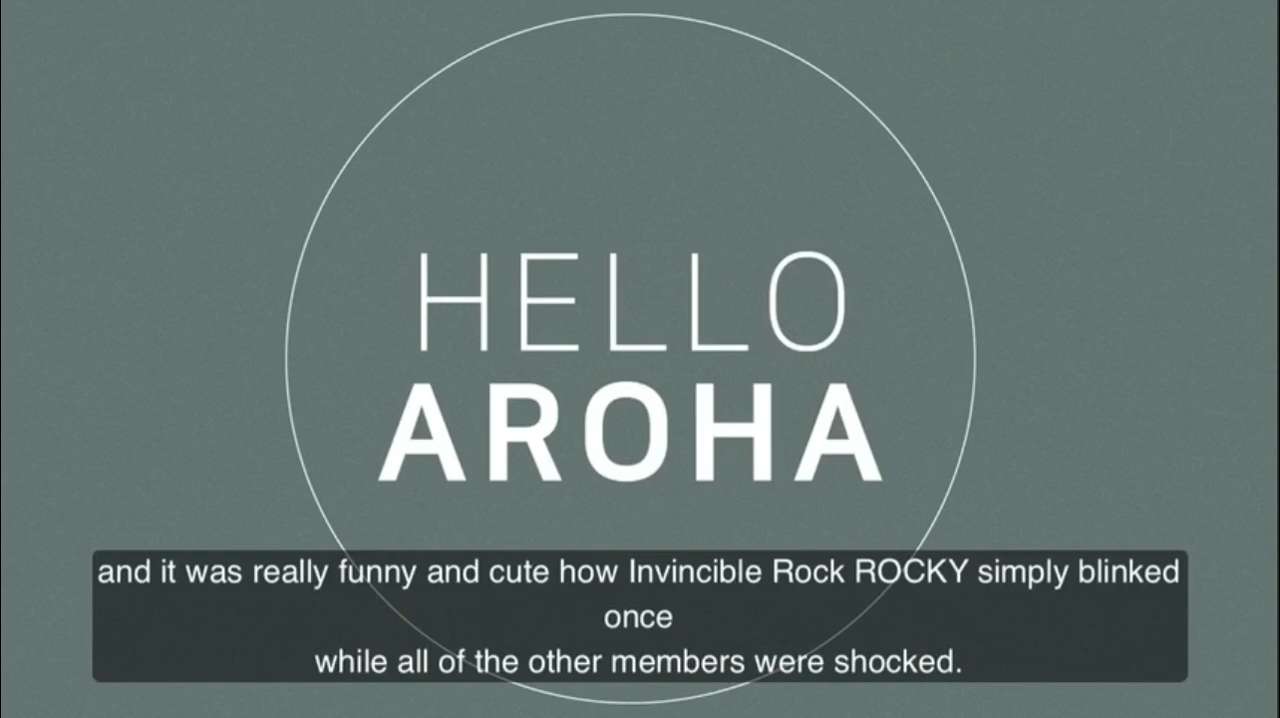 HELLO
AROHA
and it was really funny and cute how Invincible Rock ROCKY simply blinked
once
while all of the other members were shocked.